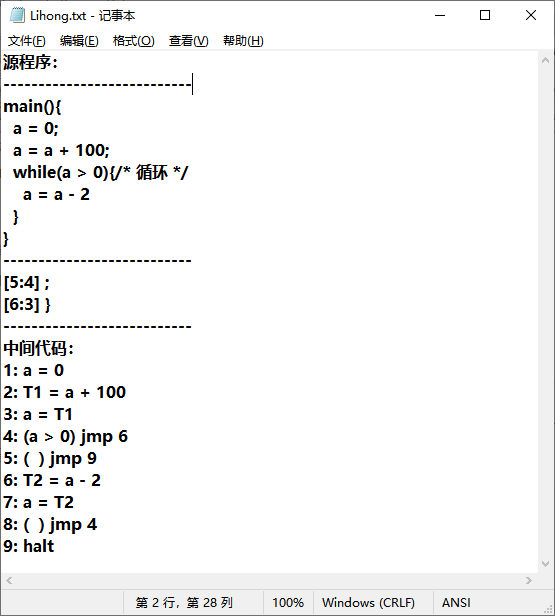 Lihong.txt - 记事本
文件(F) 编辑(E) 格式(O) 查看(V) 帮助(H)
源程序：
---------------------------
main(){
  a = 0;
  a = a + 100;
  while(a > 0){/* 循环 */
    a = a - 2
  }
}
---------------------------
[5:4] ;
[6:3] }
---------------------------
中间代码：
1: a = 0
2: T1 = a + 100
3: a = T1
4: (a > 0) jmp 6
5: (  ) jmp 9
6: T2 = a - 2
7: a = T2
8: (  ) jmp 4
9: halt
第 2 行，第 28 列 100% Windows (CRLF) ANSI